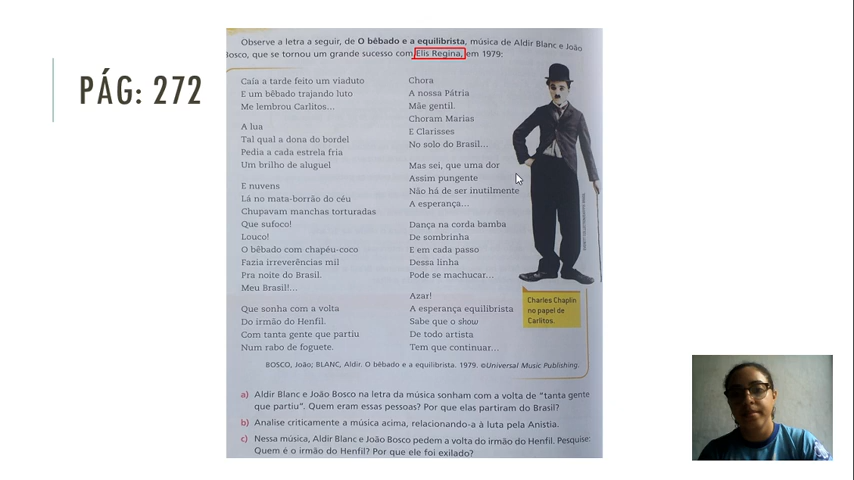 PÁG: 272
Observe a letra a seguir, de O bêbado e a equilibrista, música de Aldir Blanc e João
Bosco, que se tornou um grande sucesso com Elis Regina, em 1979:
Caía a tarde feito um viaduto
E um bêbado trajando luto
Me lembrou Carlitos...
A lua
Tal qual a dona do bordel
Pedia a cada estrela fria
Um brilho de aluguel
E nuvens
Lá no mata-borrão do céu
Chupavam manchas torturadas
Que sufoco!
Louco!
O bêbado com chapéu-coco
Fazia irreverências mil
Pra noite do Brasil.
Meu Brasil!...
Que sonha com a volta
Do irmão do Henfil.
Com tanta gente que partiu
Num rabo de foguete.
Chora
A nossa Pátria
Mãe gentil.
Choram Marias
E Clarisses
No solo do Brasil...
Mas sei, que uma dor
Assim pungente
Não há de ser inutilmente
A esperança...
Dança na corda bamba
De sombrinha
E em cada passo
Dessa linha
Pode se machucar...
Azar!
A esperança equilibrista
Sabe que o show
De todo artista
Tem que continuar...
Charles Chaplin
no papel de
Carlitos.
BOSCO, João; BLANC, Aldir. O bêbado e a equilibrista. 1979. ©Universal Music Publishing.
a) Aldir Blanc e João Bosco na letra da música sonham com a volta de "tanta gente
que partiu". Quem eram essas pessoas? Por que elas partiram do Brasil?
b) Analise criticamente a música acima, relacionando-a à luta pela Anistia.
c) Nessa música, Aldir Blanc e João Bosco pedem a volta do irmão do Henfil. Pesquise:
Quem é o irmão do Henfil? Por que ele foi exilado?